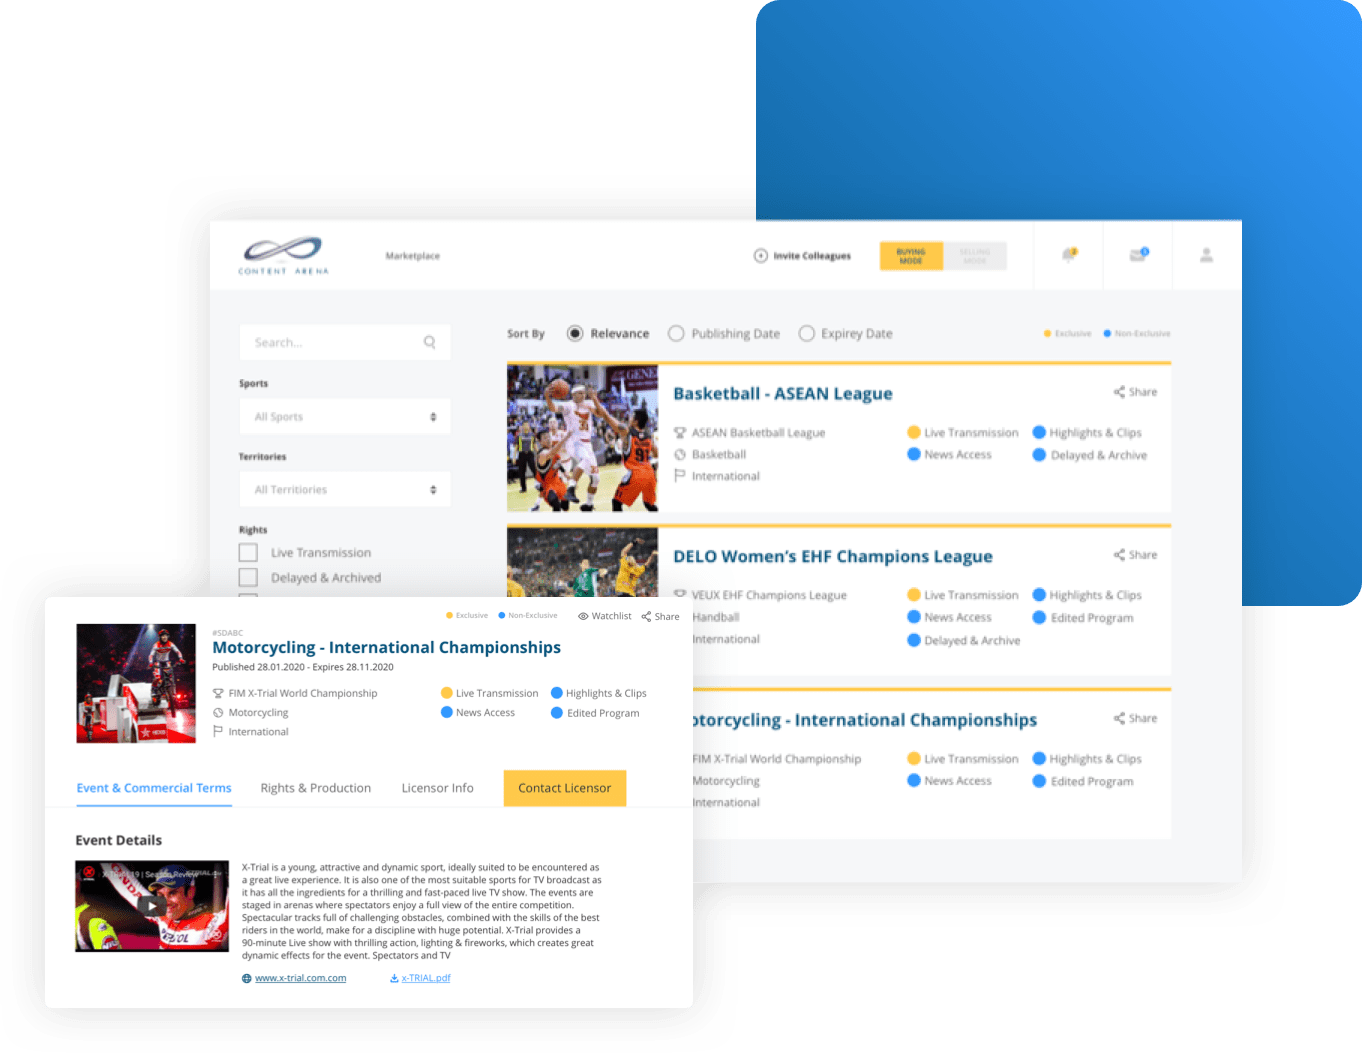 CONTENT ARENA
Marketplace
Invite Colleagues
BUYING MODE
SELLING MODE
2
Search...
Sort By
Relevance
Publishing Date
Expirey Date
Exclusive
Non-Exclusive
Sports
All Sports
Territories
All Territiories
Rights
Live Transmission
Delayed & Archived
Basketball - ASEAN League
Share
ASEAN Basketball League
Live Transmission
Highlights & Clips
Basketball
News Access
Delayed & Archive
International
DELO Women's EHF Champions League
Share
VEUX EHF Champions League
Live Transmission
Highlights & Clips
Handball
News Access
Edited Program
International
Delayed & Archive
otorcycling - International Championships
Share
FIM X-Trial World Championship
Live Transmission
Highlights & Clips
Motorcycling
News Access
Edited Program
International
Exclusive
Non-Exclusive
Watchlist
Share
#SDABC
Motorcycling - International Championships
Published 28.01.2020 - Expires 28.11.2020
FIM X-Trial World Championship
Live Transmission
Highlights & Clips
Motorcycling
News Access
Edited Program
International
Event & Commercial Terms
Rights & Production
Licensor Info
Contact Licensor
Event Details
X-Trial is a young, attractive and dynamic sport, ideally suited to be encountered as
a great live experience. It is also one of the most suitable sports for TV broadcast as
it has all the ingredients for a thrilling and fast-paced live TV show. The events are
staged in arenas where spectators enjoy a full view of the entire competition.
Spectacular tracks full of challenging obstacles, combined with the skills of the best
riders in the world, make for a discipline with huge potential. X-Trial provides a
90-minute Live show with thrilling action, lighting & fireworks, which creates great
dynamic effects for the event. Spectators and TV
www.x-trial.com.com
x-TRIAL.pdf